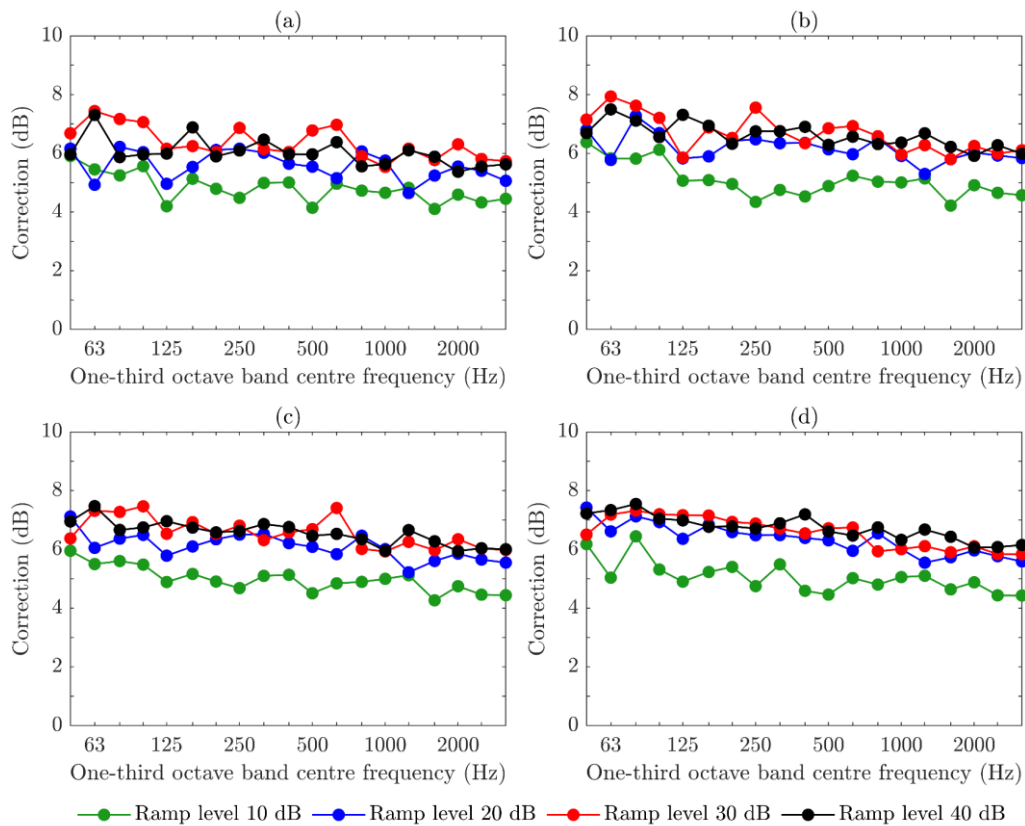 (a)
(b)
10
8
6
4
2
0
Correction (dB)
63 125 250 500 1000 2000
One-third octave band centre frequency (Hz)
10
8
6
4
2
0
Correction (dB)
63 125 250 500 1000 2000
One-third octave band centre frequency (Hz)
(c)
(d)
10
8
6
4
2
0
Correction (dB)
63 125 250 500 1000 2000
One-third octave band centre frequency (Hz)
10
8
6
4
2
0
Correction (dB)
63 125 250 500 1000 2000
One-third octave band centre frequency (Hz)
Ramp level 10 dB Ramp level 20 dB Ramp level 30 dB Ramp level 40 dB